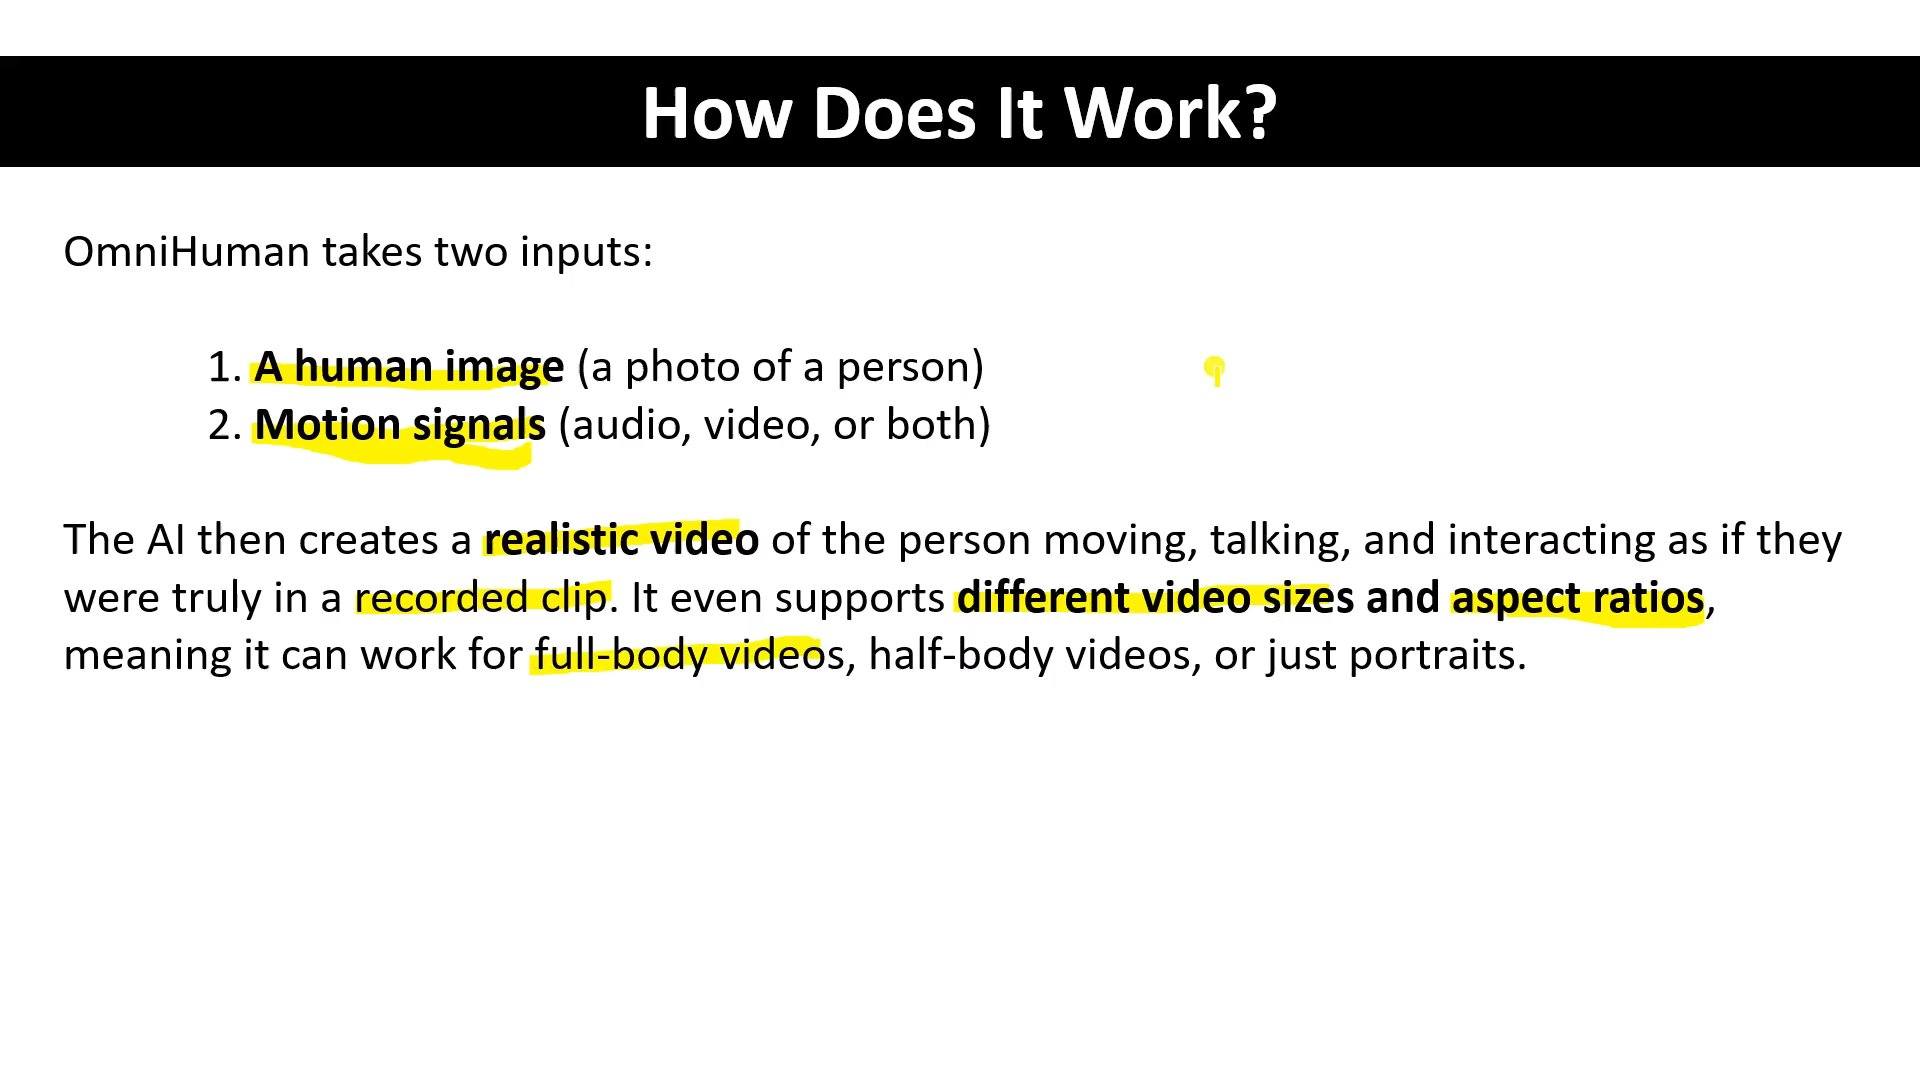 How Does It Work?
OmniHuman takes two inputs:
1. A human image (a photo of a person)
2. Motion signals (audio, video, or both)
The AI then creates a realistic video of the person moving, talking, and interacting as if they
were truly in a recorded clip. It even supports different video sizes and aspect ratios,
meaning it can work for full-body videos, half-body videos, or just portraits.